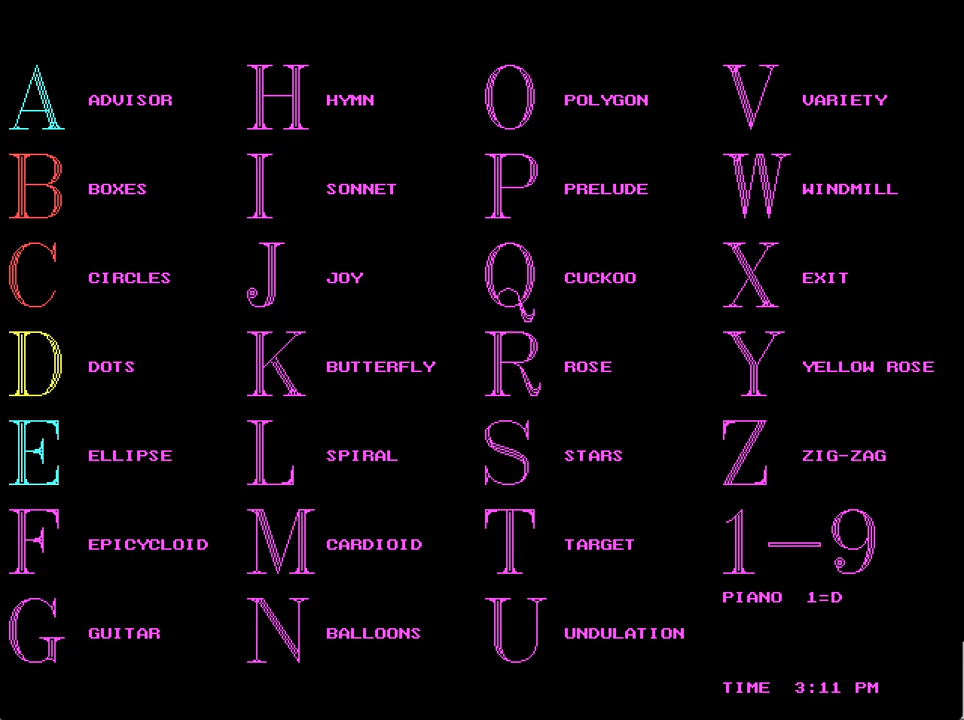 A ADVISOR H HYMN O POLYGON V VARIETY
B BOXES I SONNET P PRELUDE W WINDMILL
C CIRCLES J JOY Q CUCKOO X EXIT
D DOTS K BUTTERFLY R ROSE Y YELLOW ROSE
E ELLIPSE L SPIRAL S STARS Z ZIG-ZAG
F EPICYCLOID M CARDIOID T TARGET 1—9
PIANO 1=D
G GUITAR N BALLOONS U UNDULATION
TIME 3:11 PM